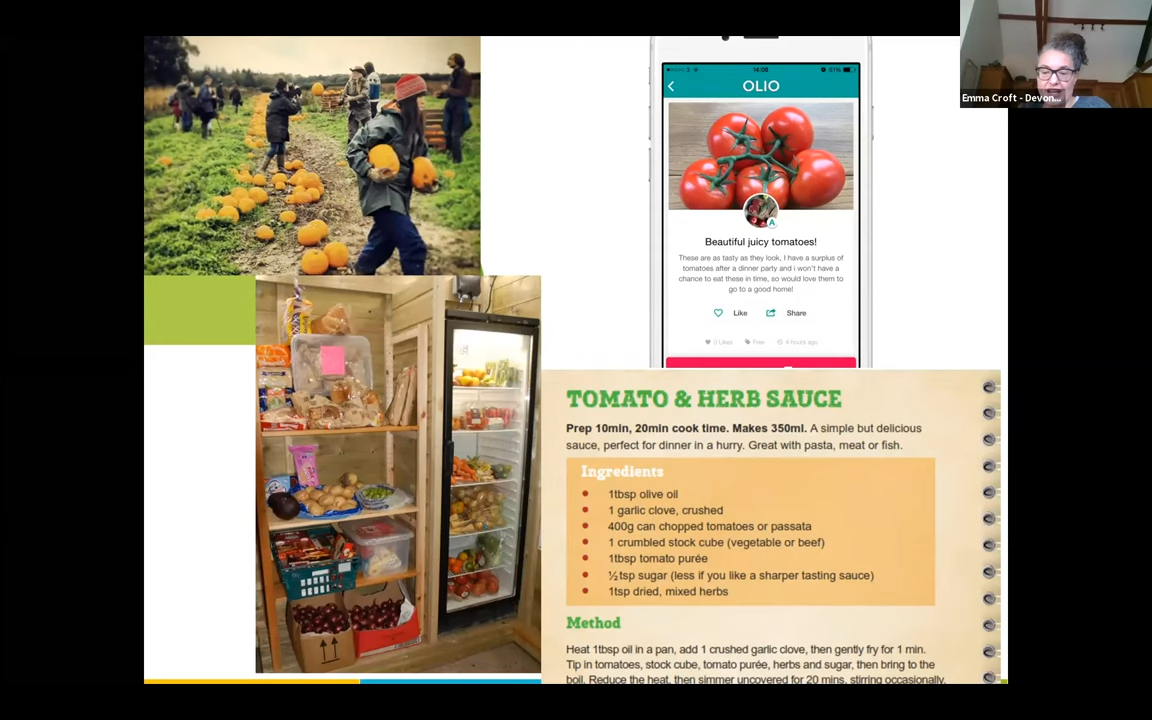 Emma Croft - Devon...
14:08
81%
OLIO
A
Beautiful juicy tomatoes!
These are as tasty as they look, I have a surplus of
tomatoes after a dinner party and i won't have a
chance to eat these in time, so would love them to
go to a good home!
Like
Share
0 Likes
Free
4 hours ago
TOMATO & HERB SAUCE
Prep 10min, 20min cook time. Makes 350ml. A simple but delicious
sauce, perfect for dinner in a hurry. Great with pasta, meat or fish.
Ingredients
1tbsp olive oil
1 garlic clove, crushed
400g can chopped tomatoes or passata
1 crumbled stock cube (vegetable or beef)
1tbsp tomato purée
½tsp sugar (less if you like a sharper tasting sauce)
1tsp dried, mixed herbs
Method
Heat 1tbsp oil in a pan, add 1 crushed garlic clove, then gently fry for 1 min.
Tip in tomatoes, stock cube, tomato purée, herbs and sugar, then bring to the
boil. Reduce the heat, then simmer uncovered for 20 mins, stirring occasionally.